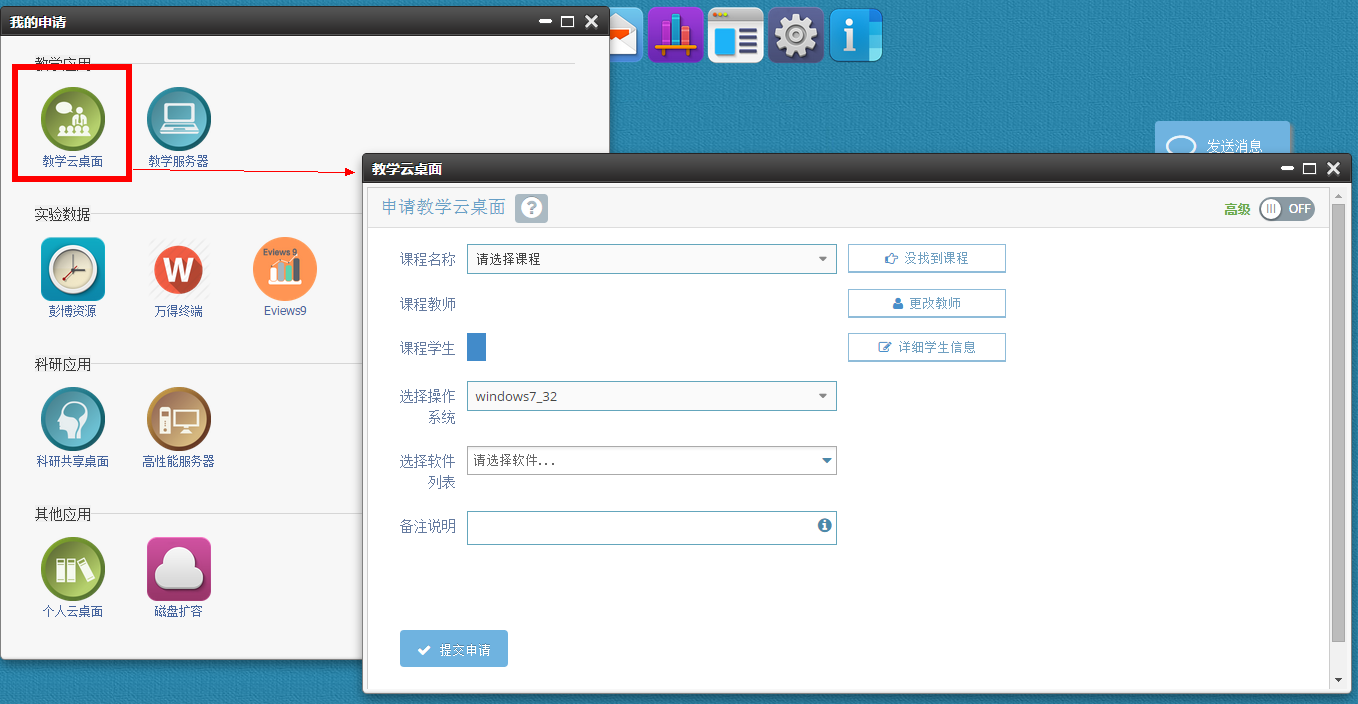 我的申请
教学应用
教学云桌面
教学服务器
实验数据
彭博资源
W
万得终端
Eviews 9
Eviews9
科研应用
科研共享桌面
高性能服务器
其他应用
个人云桌面
磁盘扩容
发送消息
教学云桌面
申请教学云桌面 ?
高级 OFF
课程名称 请选择课程 没找到课程
课程教师 更改教师
课程学生 详细学生信息
选择操作
系统
windows7_32
选择软件
列表
请选择软件...
备注说明
提交申请